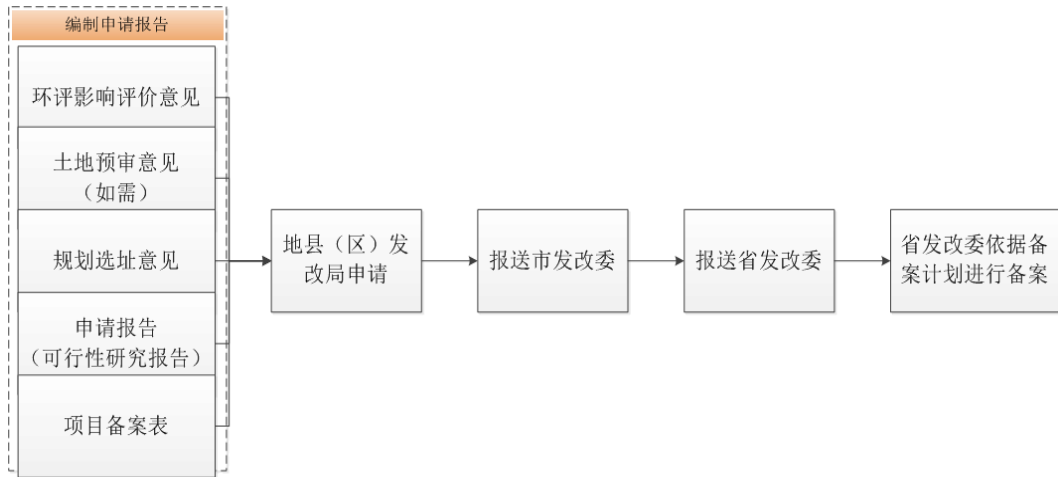 编制申请报告
环评影响评价意见
土地预审意见
（如需）
规划选址意见
申请报告
（可行性研究报告）
项目备案表
地县（区）发
改局申请
报送市发改委
报送省发改委
省发改委依据备
案计划进行备案